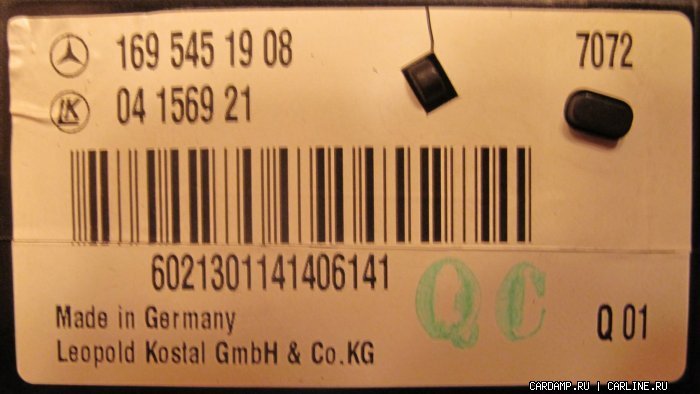 169 545 19 08 7072
LK 04 1569 21
6021301141406141
QC
Made in Germany
Q 01
Leopold Kostal GmbH & Co.KG
CARDAMP.RU | CARLINE.RU